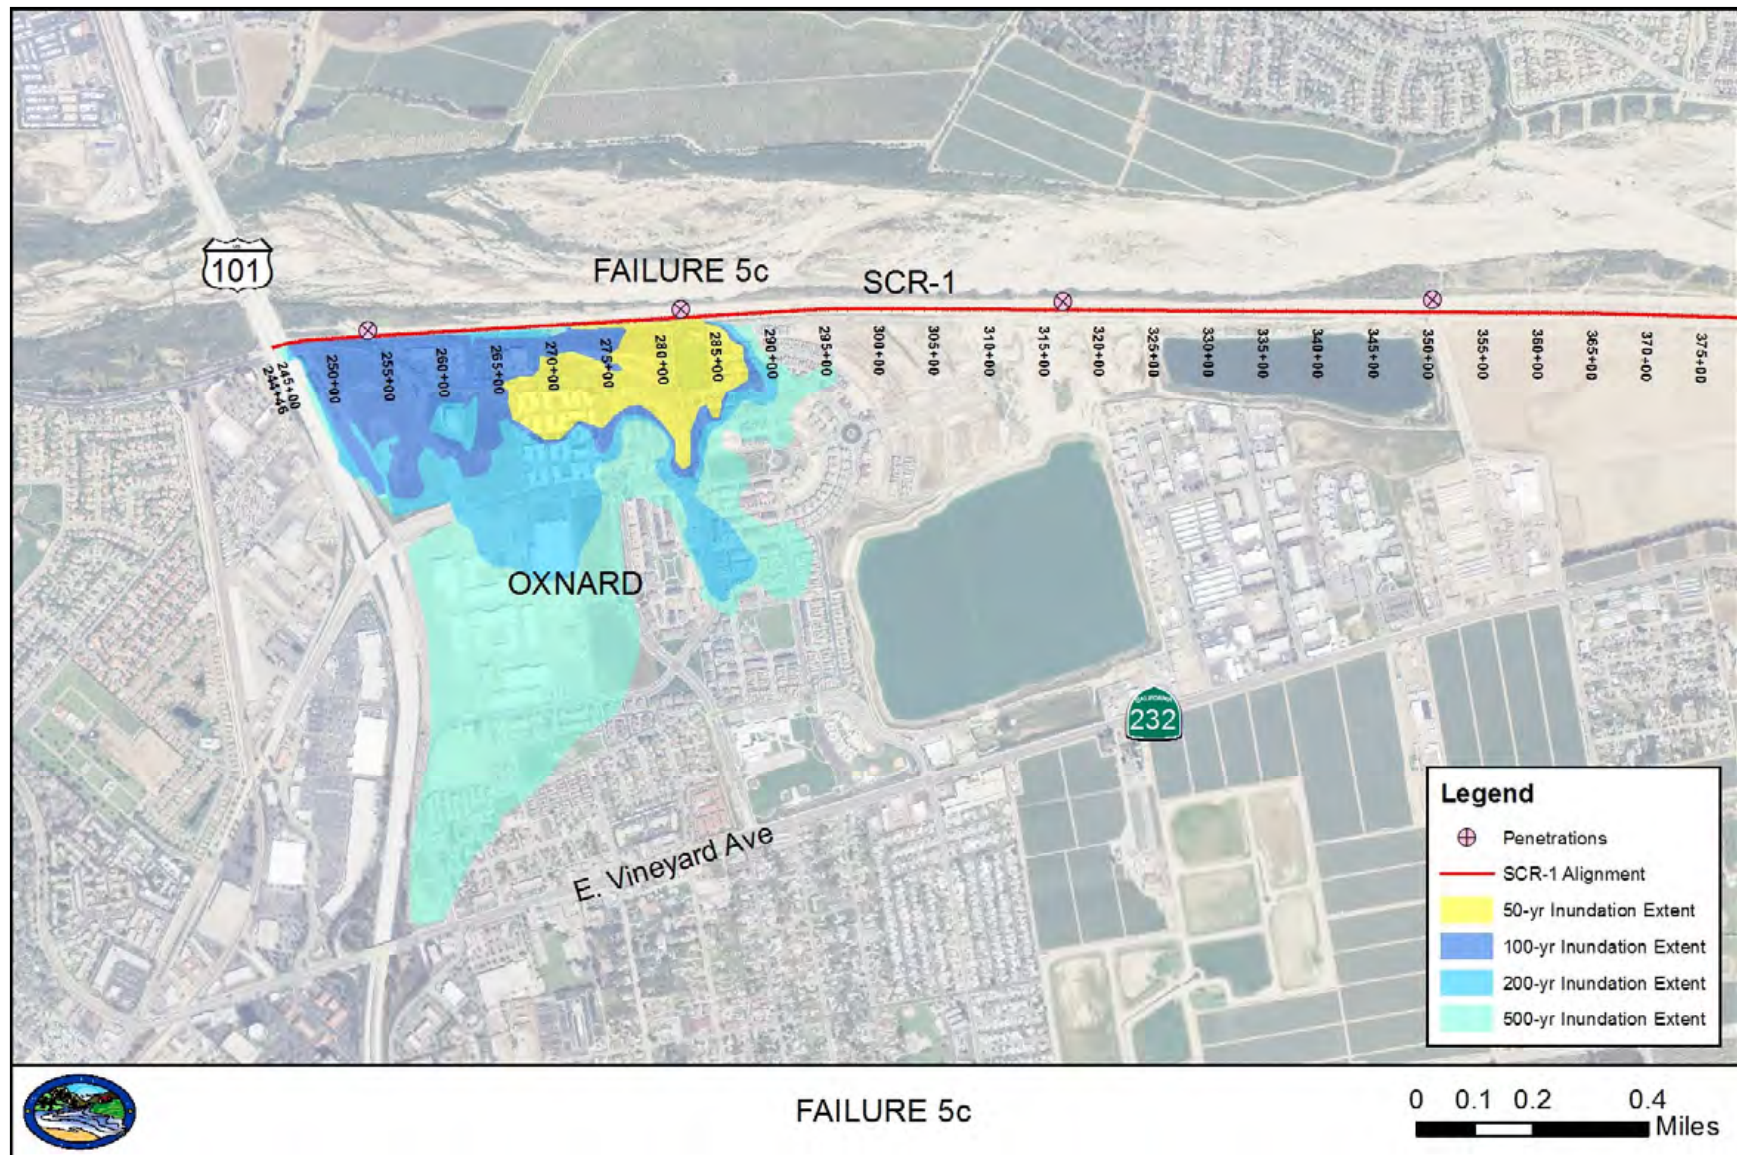 101
FAILURE 5c
SCR-1
244+46
245+00
250+00
255+00
260+00
265+00
270+00
275+00
280+00
285+00
290+00
295+00
300+00
305+00
310+00
315+00
320+00
325+00
330+00
335+00
340+00
345+00
350+00
355+00
360+00
365+00
370+00
375+00
OXNARD
CALIFORNIA
232
E. Vineyard Ave
Legend
Penetrations
SCR-1 Alignment
50-yr Inundation Extent
100-yr Inundation Extent
200-yr Inundation Extent
500-yr Inundation Extent
FAILURE 5c
0 0.1 0.2 0.4
Miles